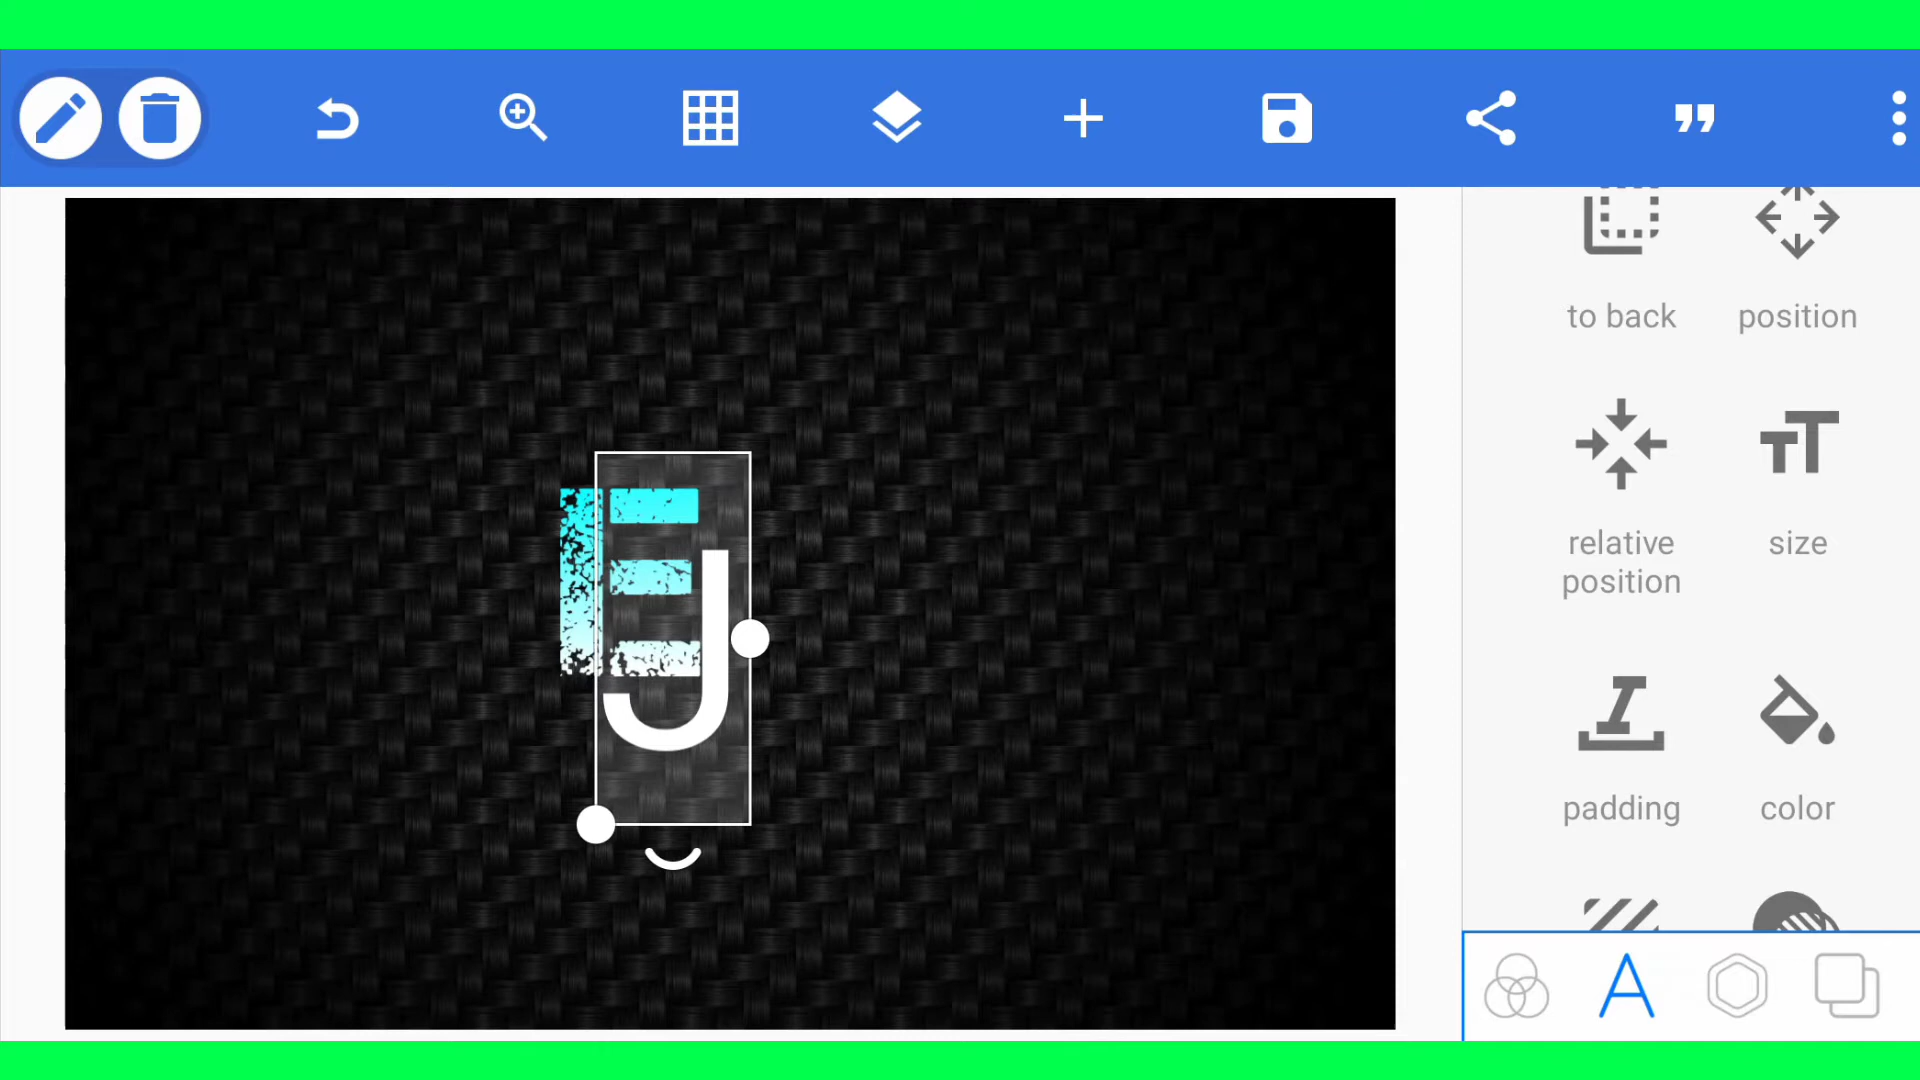 to back position
relative position size
padding color
E
J